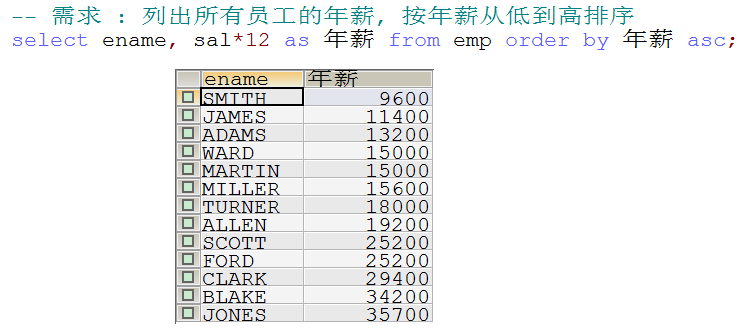 -- 需求 : 列出所有员工的年薪, 按年薪从低到高排序
select ename, sal*12 as 年薪 from emp order by 年薪 asc;
ename 年薪
SMITH 9600
JAMES 11400
ADAMS 13200
WARD 15000
MARTIN 15000
MILLER 15600
TURNER 18000
ALLEN 19200
SCOTT 25200
FORD 25200
CLARK 29400
BLAKE 34200
JONES 35700